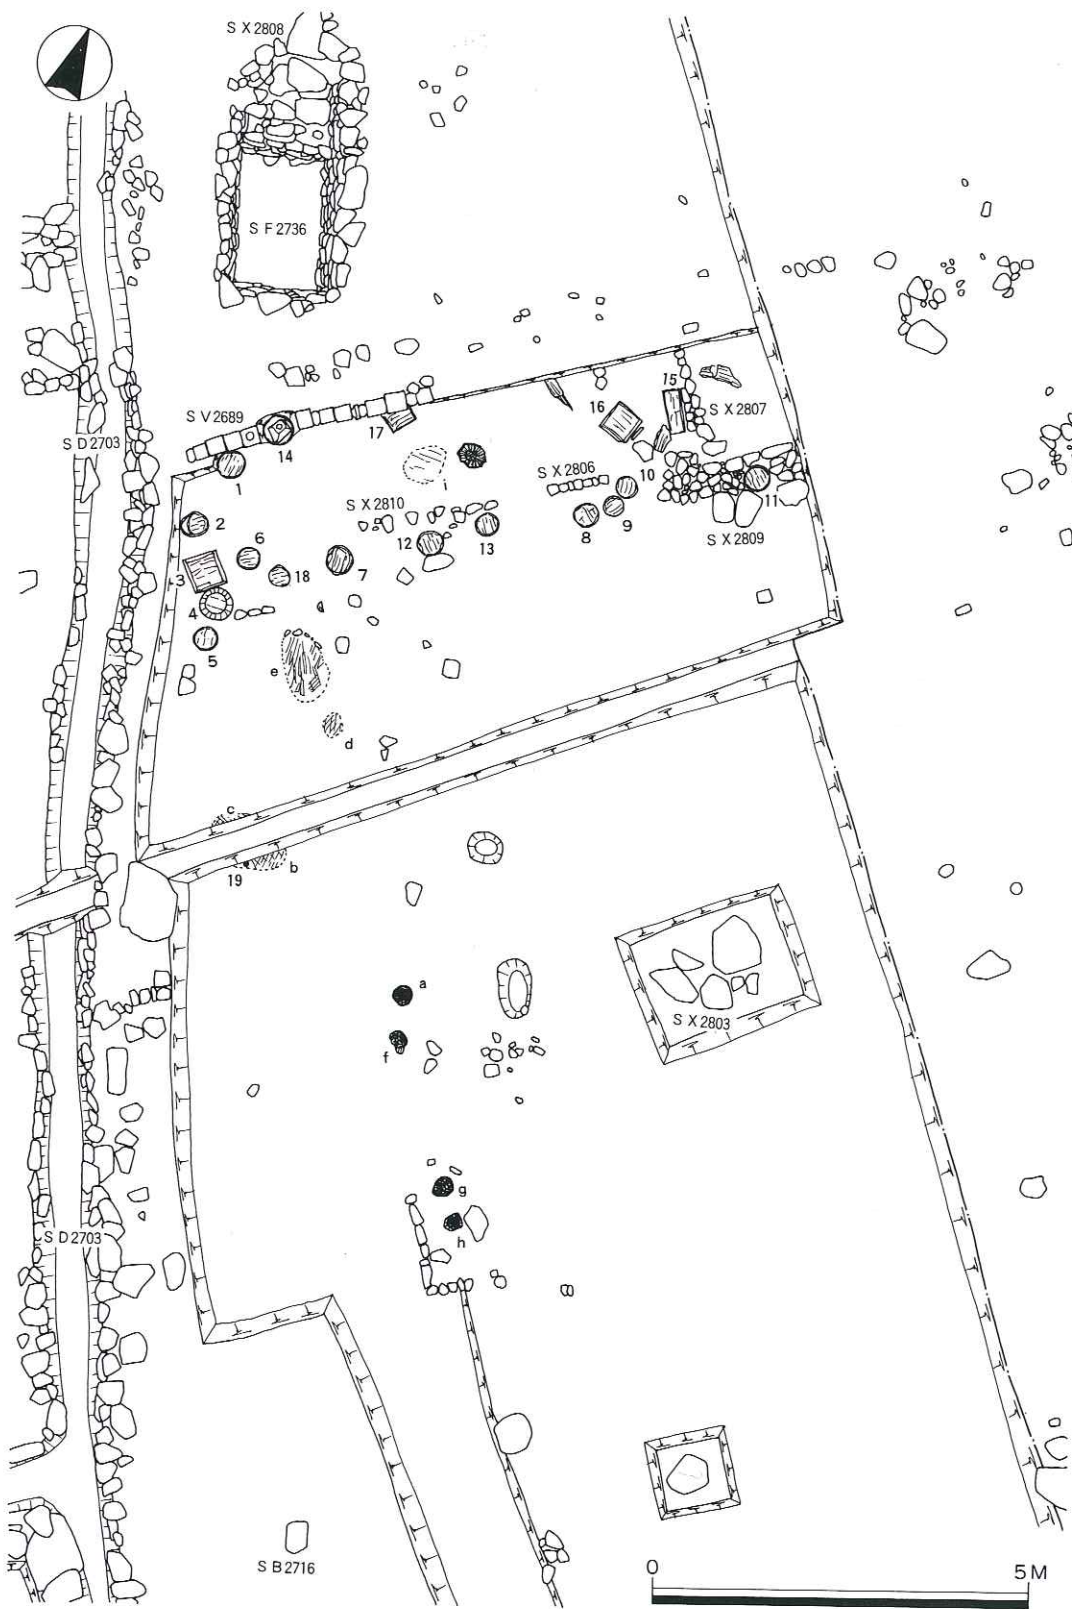 S X 2808
S F 2736
S V 2689
S D 2703
14
17
1
16
15
S X 2807
10
S X 2806
i
11
S X 2810
2
6
3
18
7
12
13
8
9
S X 2809
4
5
e
d
c
19
b
a
f
S X 2803
g
h
S D 2703
S B 2716
0
5 M